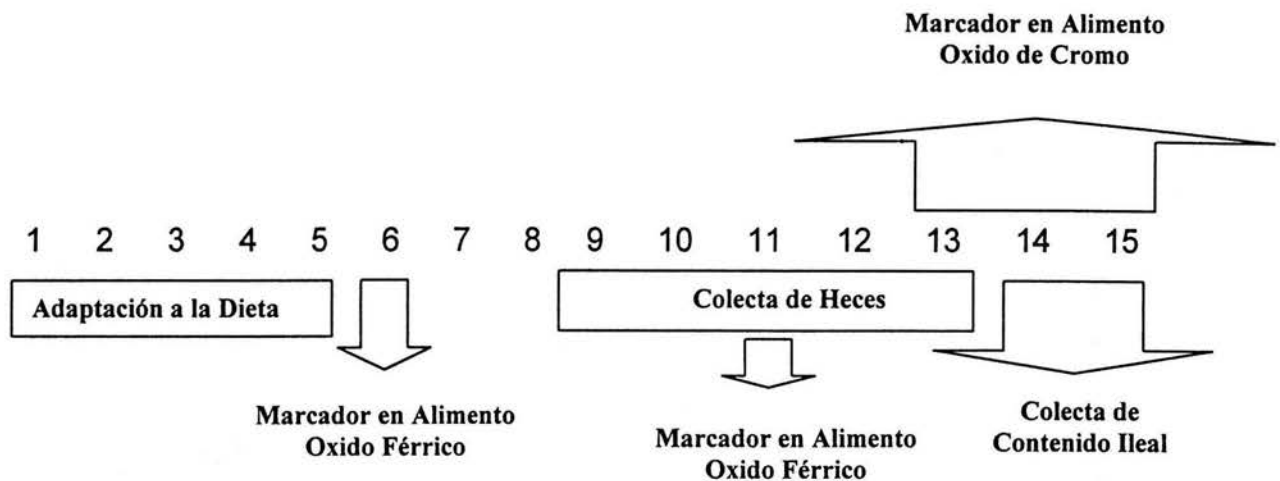 Marcador en Alimento
Oxido de Cromo
1 2 3 4 5 6 7 8 9 10 11 12 13 14 15
Adaptación a la Dieta
Colecta de Heces
Marcador en Alimento
Oxido Férrico
Marcador en Alimento
Oxido Férrico
Colecta de
Contenido Ileal